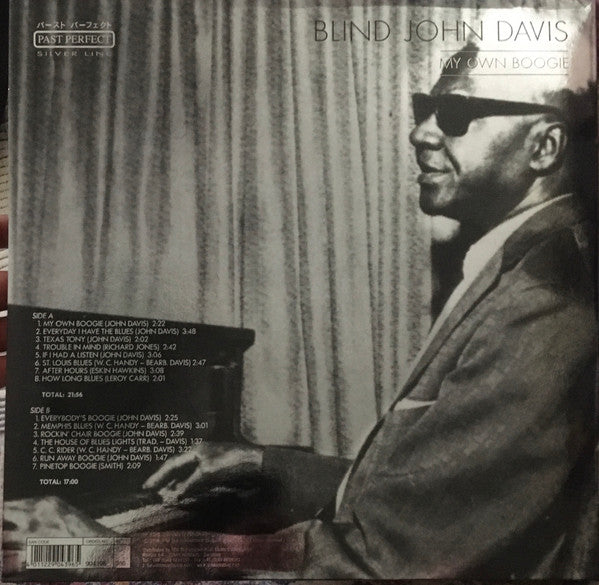 パースト パーフェクト
PAST PERFECT
SILVER LINE
BLIND JOHN DAVIS
MY OWN BOOGIE
SIDE A
1. MY OWN BOOGIE (JOHN DAVIS) 2:22
2. EVERYDAY I HAVE THE BLUES (JOHN DAVIS) 3:48
3. TEXAS TONY (JOHN DAVIS) 2:02
4. TROUBLE IN MIND (RICHARD JONES) 2:42
5. IF I HAD A LISTEN (JOHN DAVIS) 3:06
6. ST. LOUIS BLUES (W. C. HANDY – BEARB. DAVIS) 2:47
7. AFTER HOURS (ESKIN HAWKINS) 3:08
8. HOW LONG BLUES (LEROY CARR) 2:01
TOTAL: 21:56
SIDE B
1. EVERYBODY'S BOOGIE (JOHN DAVIS) 2:25
2. MEMPHIS BLUES (W. C. HANDY – BEARB. DAVIS) 3:01
3. ROCKIN' CHAIR BOOGIE (JOHN DAVIS) 2:39
4. THE HOUSE OF BLUES LIGHTS (TRAD. – DAVIS) 1:37
5. C. C. RIDER (W. C. HANDY – BEARB. DAVIS) 3:22
6. RUN AWAY BOOGIE (JOHN DAVIS) 1:47
7. PINETOP BOOGIE (SMITH) 2:09
TOTAL: 17:00
EAN CODE